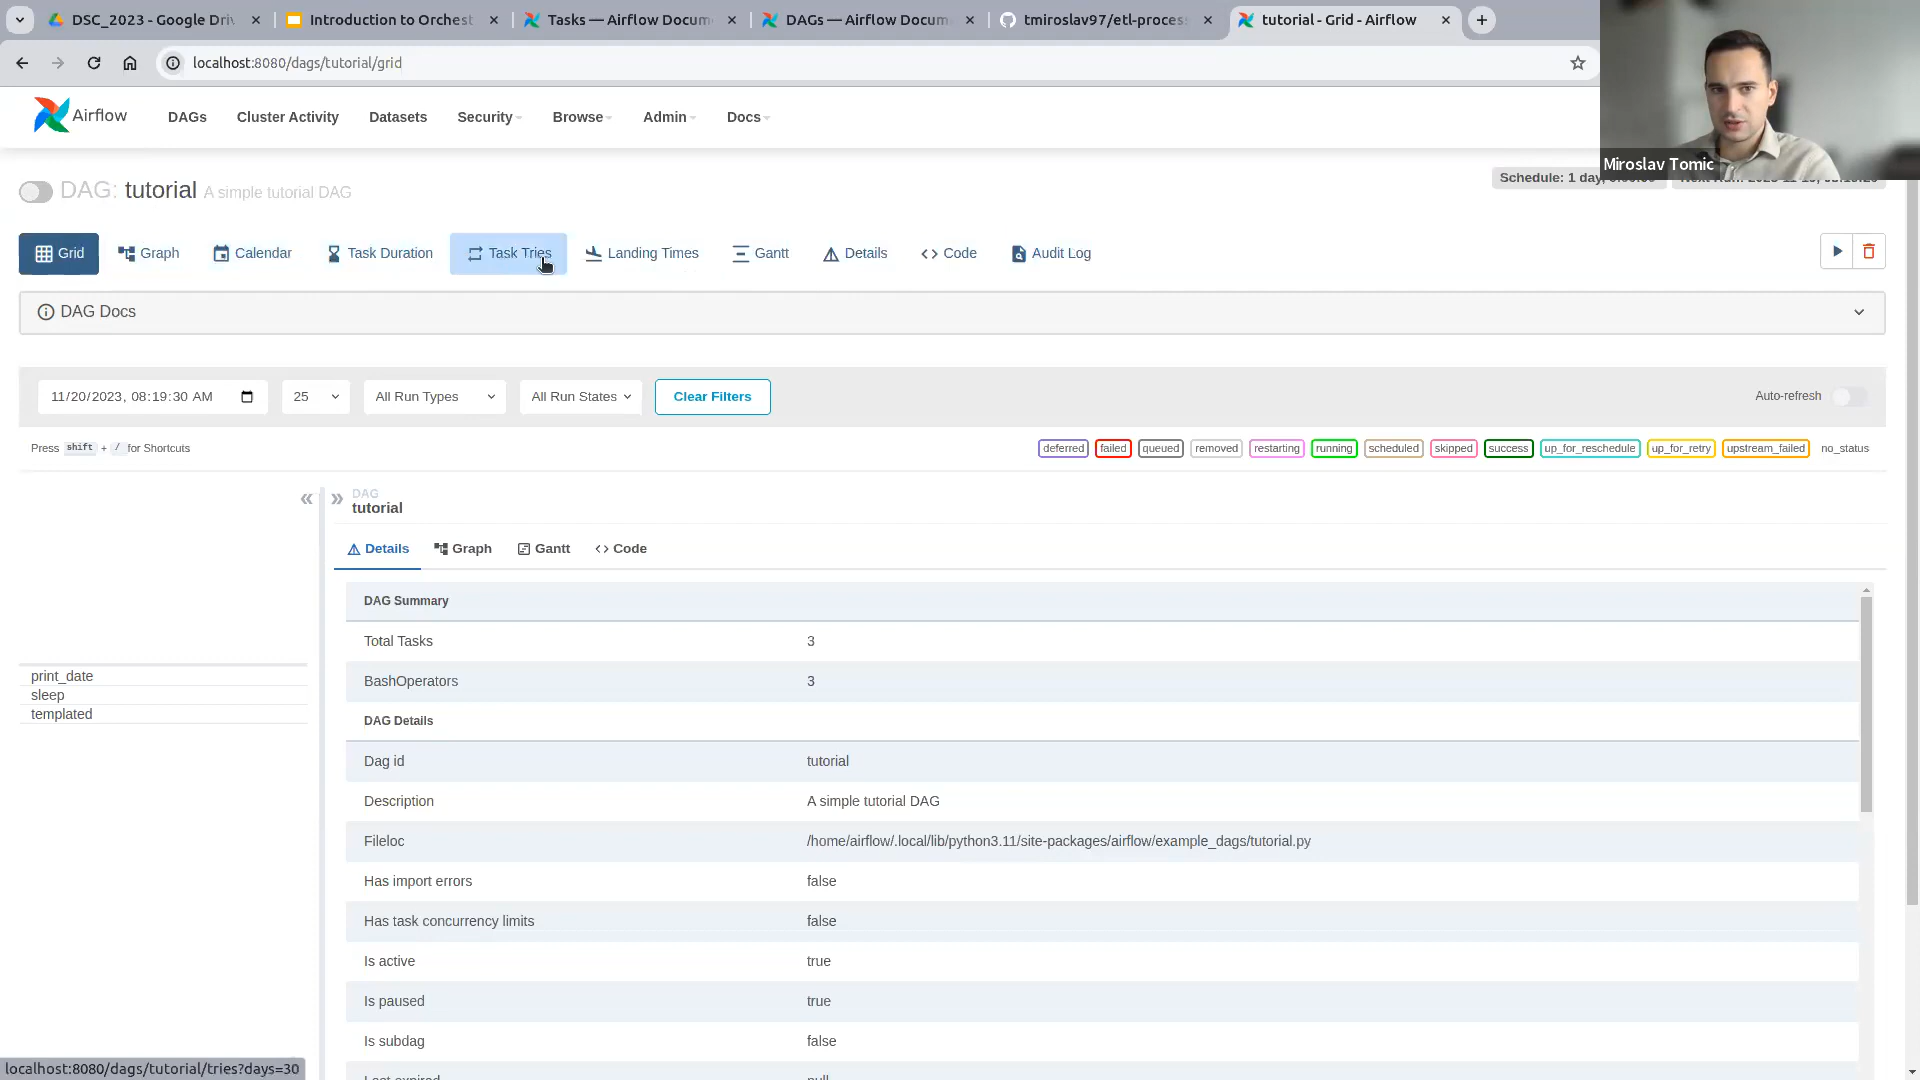 DSC_2023 - Google Driv
Introduction to Orchest
Tasks — Airflow Docum
DAGs — Airflow Docum
tmiroslav97/etl-process
tutorial - Grid - Airflow
localhost:8080/dags/tutorial/grid
Airflow
DAGs
Cluster Activity
Datasets
Security
Browse
Admin
Docs
Miroslav Tomic
DAG: tutorial A simple tutorial DAG
Schedule: 1 day,
Grid
Graph
Calendar
Task Duration
Task Tries
Landing Times
Gantt
Details
Code
Audit Log
DAG Docs
11/20/2023, 08:19:30 AM
25
All Run Types
All Run States
Clear Filters
Auto-refresh
Press shift + / for Shortcuts
deferred
failed
queued
removed
restarting
running
scheduled
skipped
success
up_for_reschedule
up_for_retry
upstream_failed
no_status
DAG
tutorial
Details
Graph
Gantt
Code
print_date
sleep
templated
DAG Summary
Total Tasks 3
BashOperators 3
DAG Details
Dag id tutorial
Description A simple tutorial DAG
Fileloc /home/airflow/.local/lib/python3.11/site-packages/airflow/example_dags/tutorial.py
Has import errors false
Has task concurrency limits false
Is active true
Is paused true
Is subdag false
localhost:8080/dags/tutorial/tries?days=30